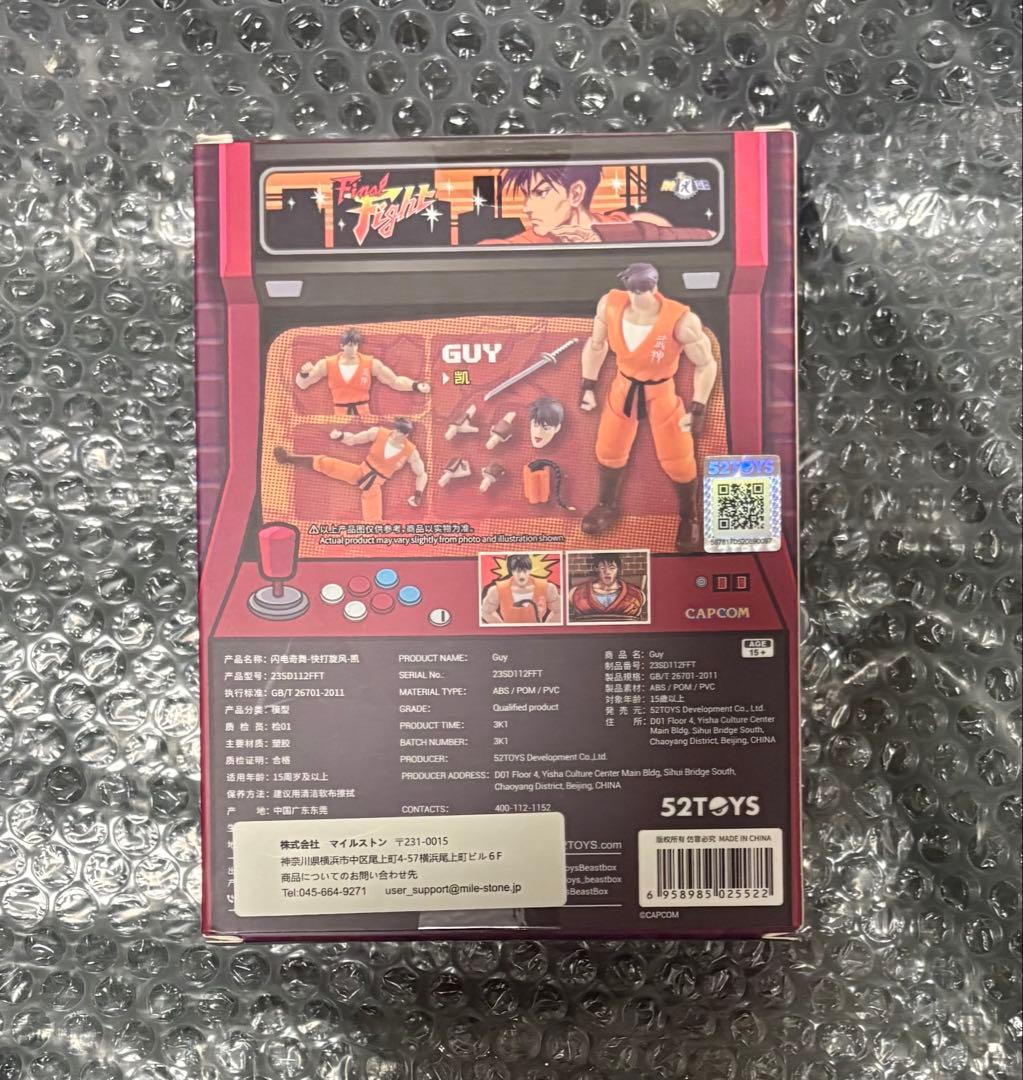 Final
Fight
GUY
凯
武神
52TOYS
⚠以上产品图仅供参考,商品以实物为准。
Actual product may vary slightly from photo and illustration shown.
CAPCOM
产品名称: 闪电奇舞-快打旋风-凯
产品型号: 23SD112FFT
执行标准: GB/T 26701-2011
产品分类: 模型
质 检 员: 检01
主要材质: 塑胶
质检证明: 合格
适用年龄: 15周岁及以上
保养方法: 建议用清洁软布擦拭
产 地: 中国广东东莞
PRODUCT NAME: Guy
SERIAL No.: 23SD112FFT
MATERIAL TYPE: ABS / POM / PVC
GRADE: Qualified product
PRODUCT TIME: 3K1
BATCH NUMBER: 3K1
PRODUCER: 52TOYS Development Co.,Ltd.
PRODUCER ADDRESS: D01 Floor 4, Yisha Culture Center Main Bldg, Sihui Bridge South,
Chaoyang District, Beijing, CHINA
CONTACTS: 400-112-1152
商 品 名: Guy
制品番号: 23SD112FFT
製品規格: GB/T 26701-2011
製品素材: ABS / POM / PVC
対象年齢: 15歳以上
発 売 元: 52TOYS Development Co., Ltd.
住 所: D01 Floor 4, Yisha Culture Center
Main Bldg, Sihui Bridge South,
Chaoyang District, Beijing, CHINA
AGE
15+
52TOYS
株式会社 マイルストン 〒231-0015
神奈川県横浜市中区尾上町4-57横浜尾上町ビル6F
商品についてのお問い合わせ先
Tel:045-664-9271 user_support@mile-stone.jp
2TOYS.com
oysBeastbox
oys_beastbox
sBeastBox
版权所有 仿冒必究 MADE IN CHINA
6 958985 025522
©CAPCOM